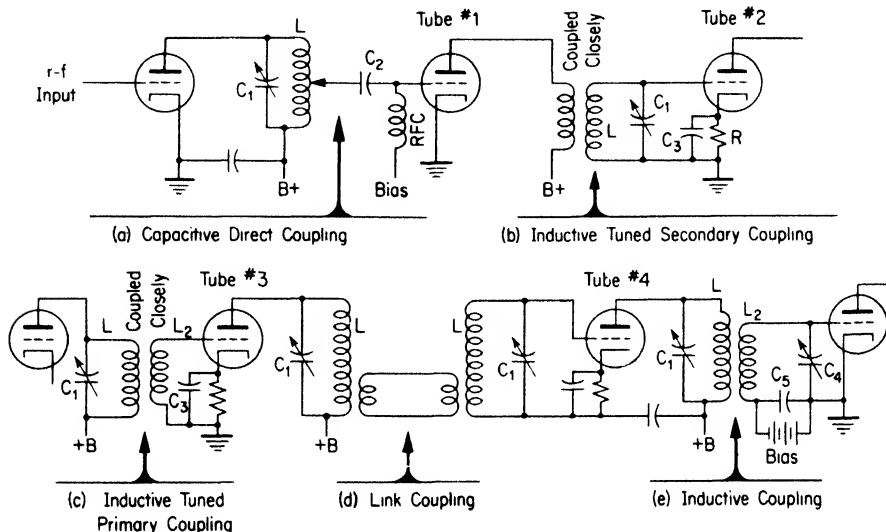 Tube #1
Tube #2
L
C2
Coupled
Closely
r-f
Input
C1
RFC
L
C1
C3
R
B+
Bias
B+
(a) Capacitive Direct Coupling
(b) Inductive Tuned Secondary Coupling
Tube #3
Tube #4
L
Coupled
Closely
L2
L
L
L
L2
C1
C3
C1
C1
C1
C4
C5
+B
+B
+B
Bias
(c) Inductive Tuned
Primary Coupling
(d) Link Coupling
(e) Inductive Coupling